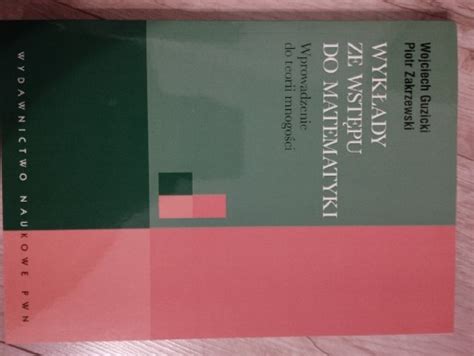 Wojciech Guzicki
Piotr Zakrzewski
WYKŁADY
ZE WSTĘPU
DO MATEMATYKI
Wprowadzenie
do teorii mnogości
WYDAWNICTWO NAUKOWE PWN